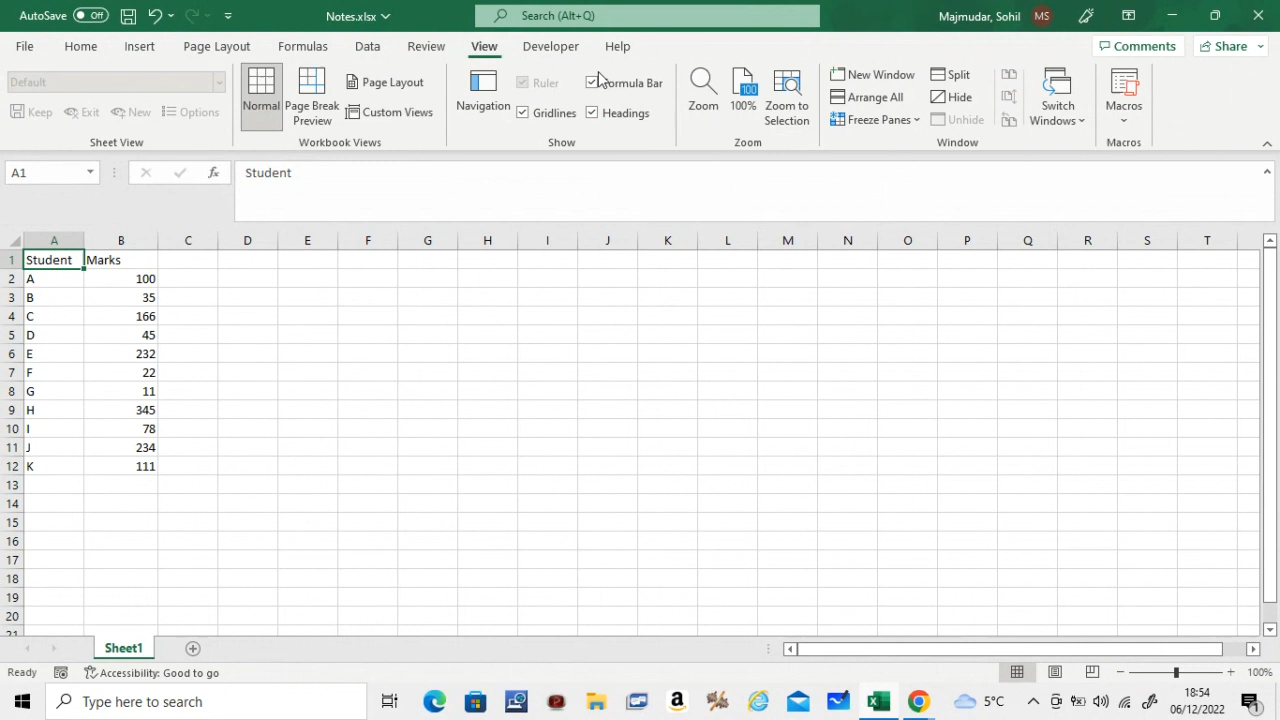 AutoSave Off Notes.xlsx Search (Alt+Q) Majmudar, Sohil MS
File Home Insert Page Layout Formulas Data Review View Developer Help Comments Share
Default
Keep Exit New Options
Sheet View
Normal
Page Break
Preview
Page Layout
Custom Views
Workbook Views
Navigation
Ruler Formula Bar
Gridlines Headings
Show
Zoom
100
100%
Zoom to
Selection
Zoom
New Window
Arrange All
Freeze Panes
Split
Hide
Unhide
Switch
Windows
Window
Macros
Macros
A1 fx Student
A B C D E F G H I J K L M N O P Q R S T
1 Student Marks
2 A 100
3 B 35
4 C 166
5 D 45
6 E 232
7 F 22
8 G 11
9 H 345
10 I 78
11 J 234
12 K 111
13
14
15
16
17
18
19
20
21
Sheet1
Ready Accessibility: Good to go 100%
Type here to search
5°C
18:54
06/12/2022
1